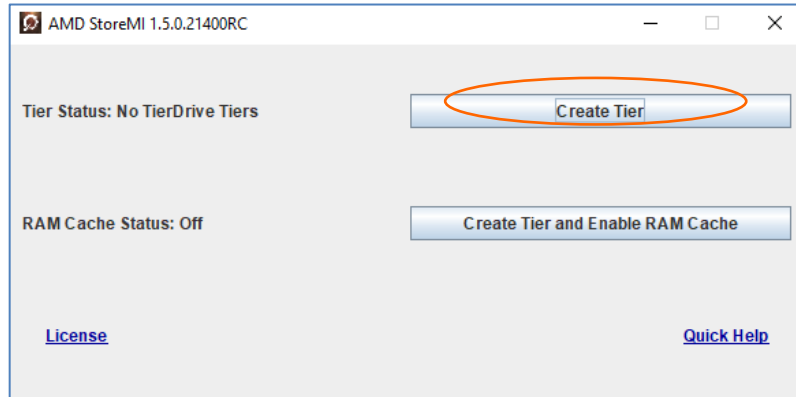 AMD StoreMI 1.5.0.21400RC
Tier Status: No TierDrive Tiers
Create Tier
RAM Cache Status: Off
Create Tier and Enable RAM Cache
License
Quick Help